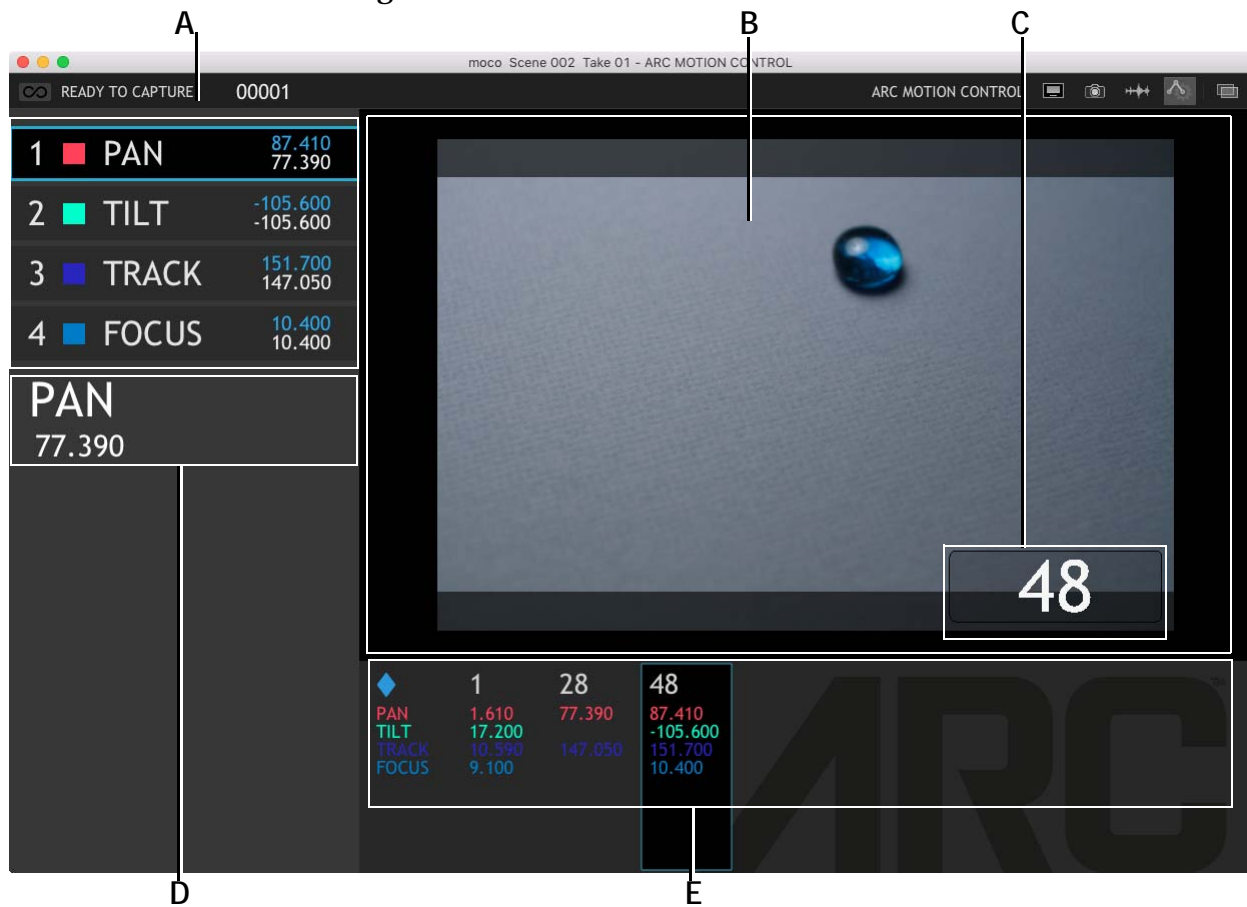 g
A
B
C
moco Scene 002 Take 01 - ARC MOTION CONTROL
READY TO CAPTURE 00001 ARC MOTION CONTROL
1 PAN 87.410
77.390
2 TILT -105.600
-105.600
3 TRACK 151.700
147.050
4 FOCUS 10.400
10.400
PAN
77.390
48
1 28 48
PAN 1.610 77.390 87.410
TILT 17.200 -105.600
TRACK 10.590 147.050 151.700
FOCUS 9.100 10.400
ARC™
D
E